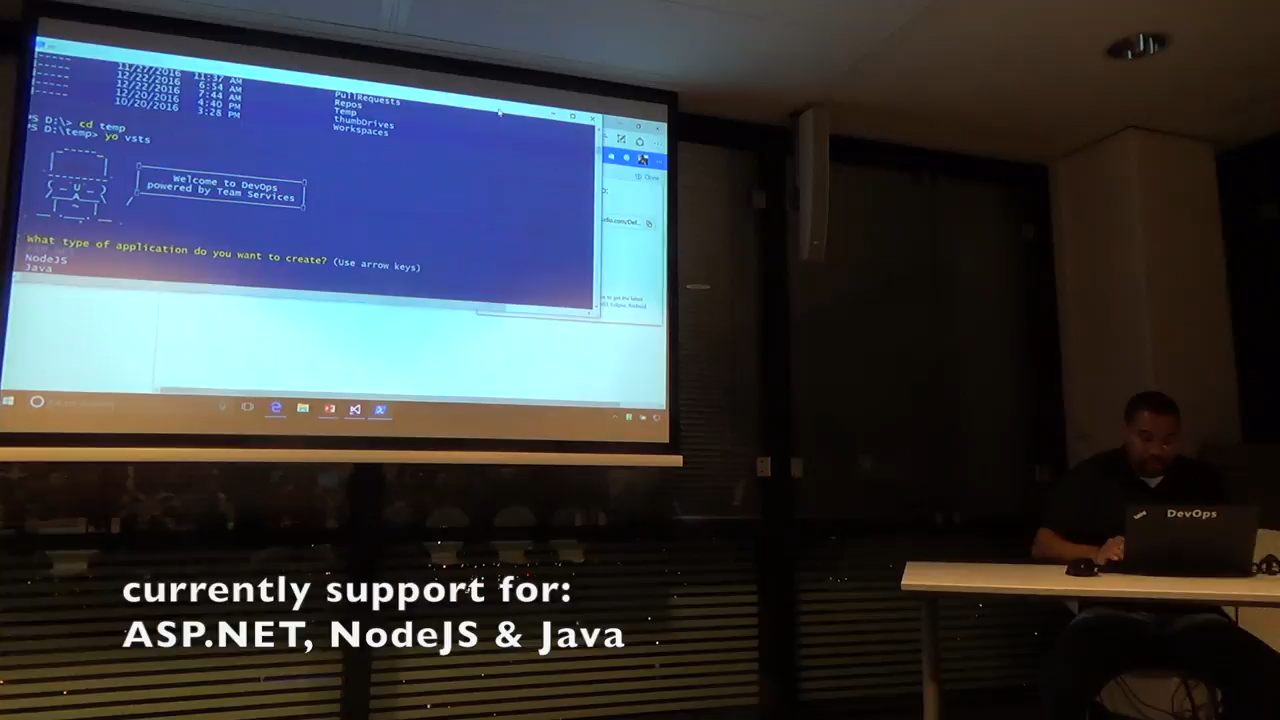 11/27/2016 11:37 AM
12/22/2016 6:54 AM PullRequests
12/22/2016 7:44 AM Repos
12/20/2016 4:40 PM Temp
10/20/2016 3:28 PM thumbDrives
Workspaces
PS D:\> cd temp
PS D:\temp> yo vsts
Welcome to DevOps
powered by Team Services
What type of application do you want to create? (Use arrow keys)
NodeJS
Java
Close
DevOps
currently support for:
ASP.NET, NodeJS & Java